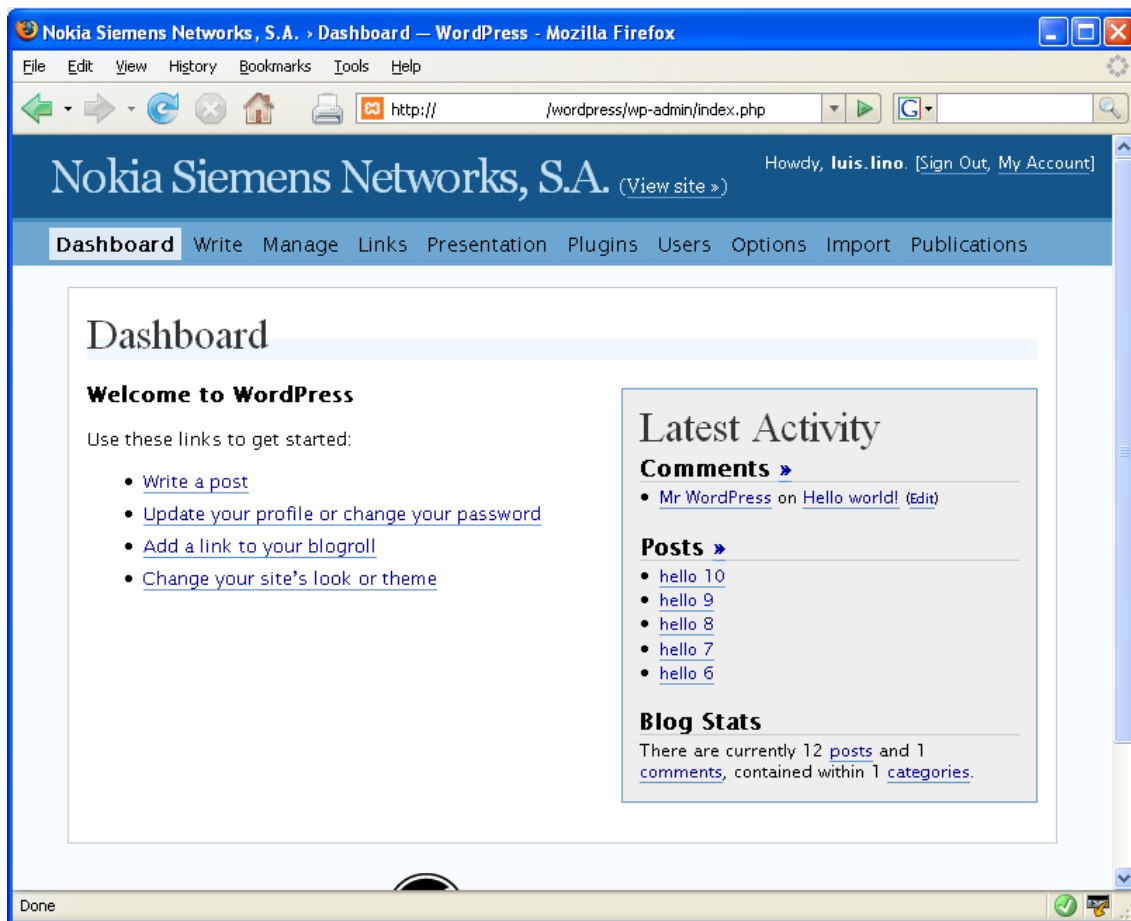 Nokia Siemens Networks, S.A. › Dashboard — WordPress - Mozilla Firefox
File Edit View History Bookmarks Tools Help
http:// /wordpress/wp-admin/index.php G
Nokia Siemens Networks, S.A. (View site ») Howdy, luis.lino. [Sign Out, My Account]
Dashboard Write Manage Links Presentation Plugins Users Options Import Publications
Dashboard
Welcome to WordPress
Use these links to get started:
• Write a post
• Update your profile or change your password
• Add a link to your blogroll
• Change your site's look or theme
Latest Activity
Comments »
• Mr WordPress on Hello world! (Edit)
Posts »
• hello 10
• hello 9
• hello 8
• hello 7
• hello 6
Blog Stats
There are currently 12 posts and 1
comments, contained within 1 categories.
Done